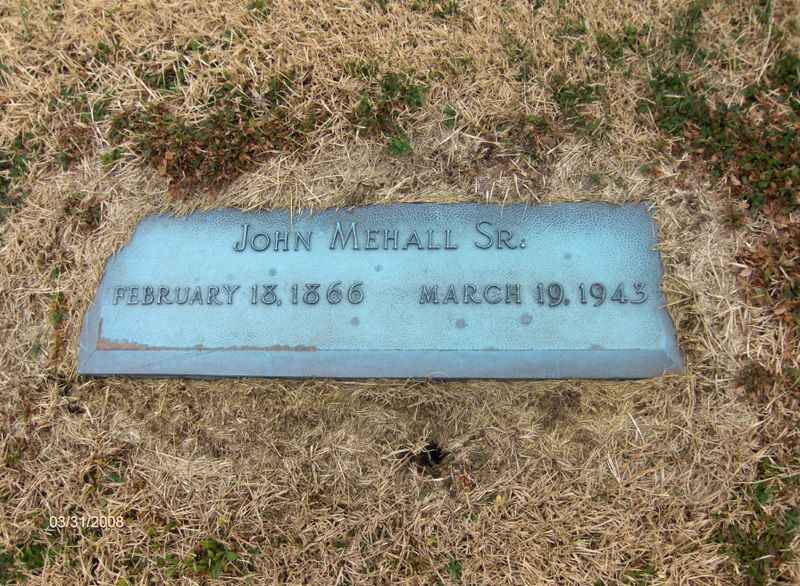 JOHN MEHALL SR.
FEBRUARY 18, 1866 MARCH 19, 1943
03/31/2008